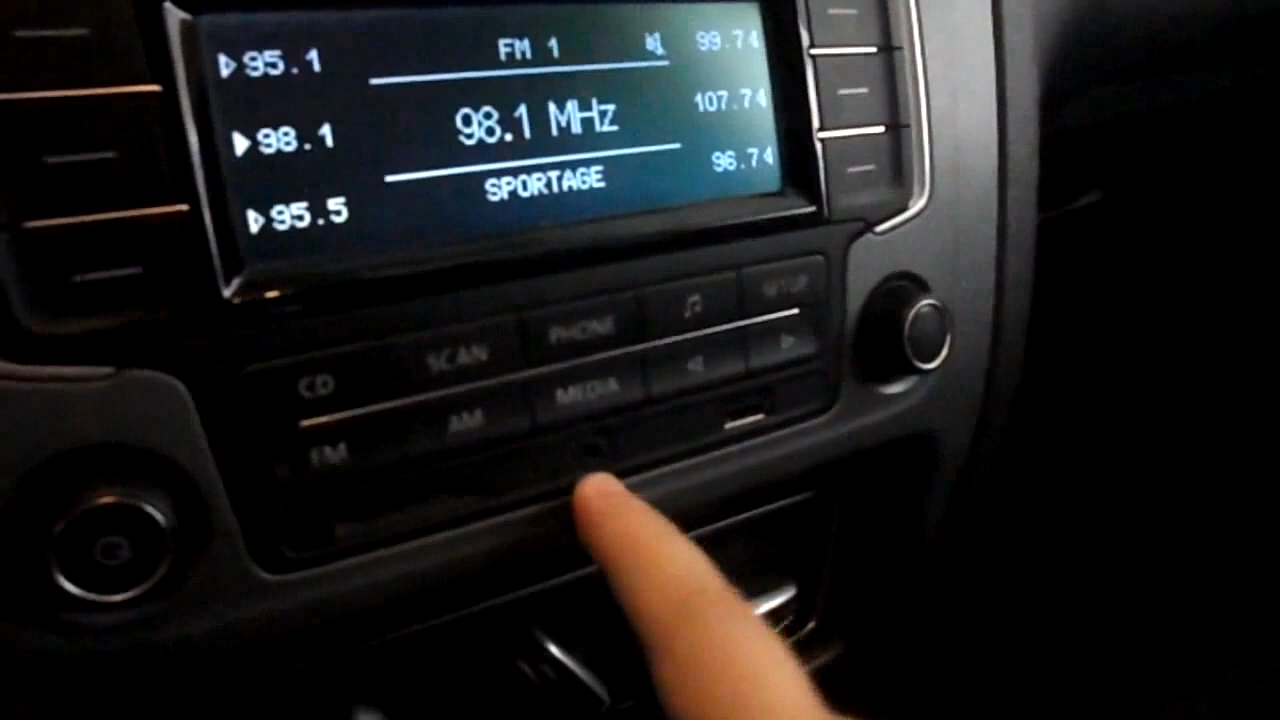 95.1 FM 1 99.74
98.1 98.1 MHz 107.74
95.5 SPORTAGE 96.74
CD SCAN PHONE SETUP
FM AM MEDIA